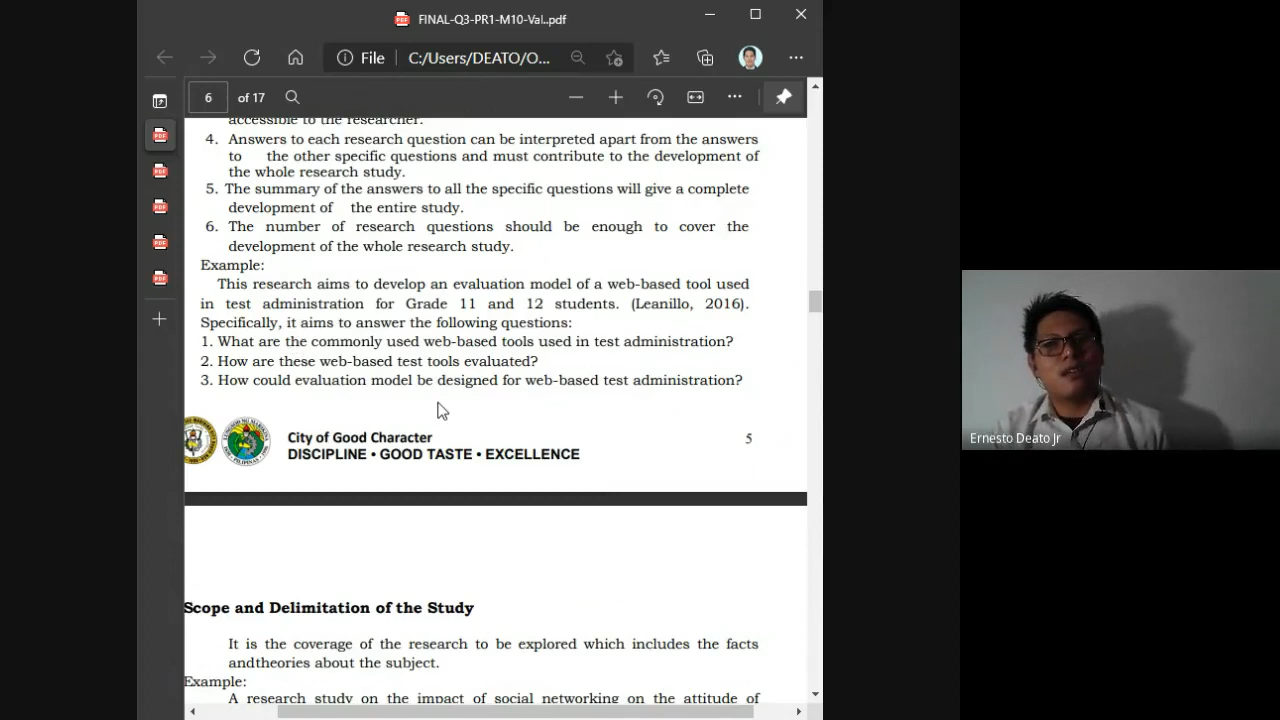 FINAL-Q3-PR1-M10-Val..pdf
File C:/Users/DEATO/O...
6 of 17
accessible to the researcher.
4. Answers to each research question can be interpreted apart from the answers
to the other specific questions and must contribute to the development of
the whole research study.
5. The summary of the answers to all the specific questions will give a complete
development of the entire study.
6. The number of research questions should be enough to cover the
development of the whole research study.
Example:
This research aims to develop an evaluation model of a web-based tool used
in test administration for Grade 11 and 12 students. (Leanillo, 2016).
Specifically, it aims to answer the following questions:
1. What are the commonly used web-based tools used in test administration?
2. How are these web-based test tools evaluated?
3. How could evaluation model be designed for web-based test administration?
City of Good Character
DISCIPLINE • GOOD TASTE • EXCELLENCE
5
Scope and Delimitation of the Study
It is the coverage of the research to be explored which includes the facts
andtheories about the subject.
Example:
A research study on the impact of social networking on the attitude of
Ernesto Deato Jr